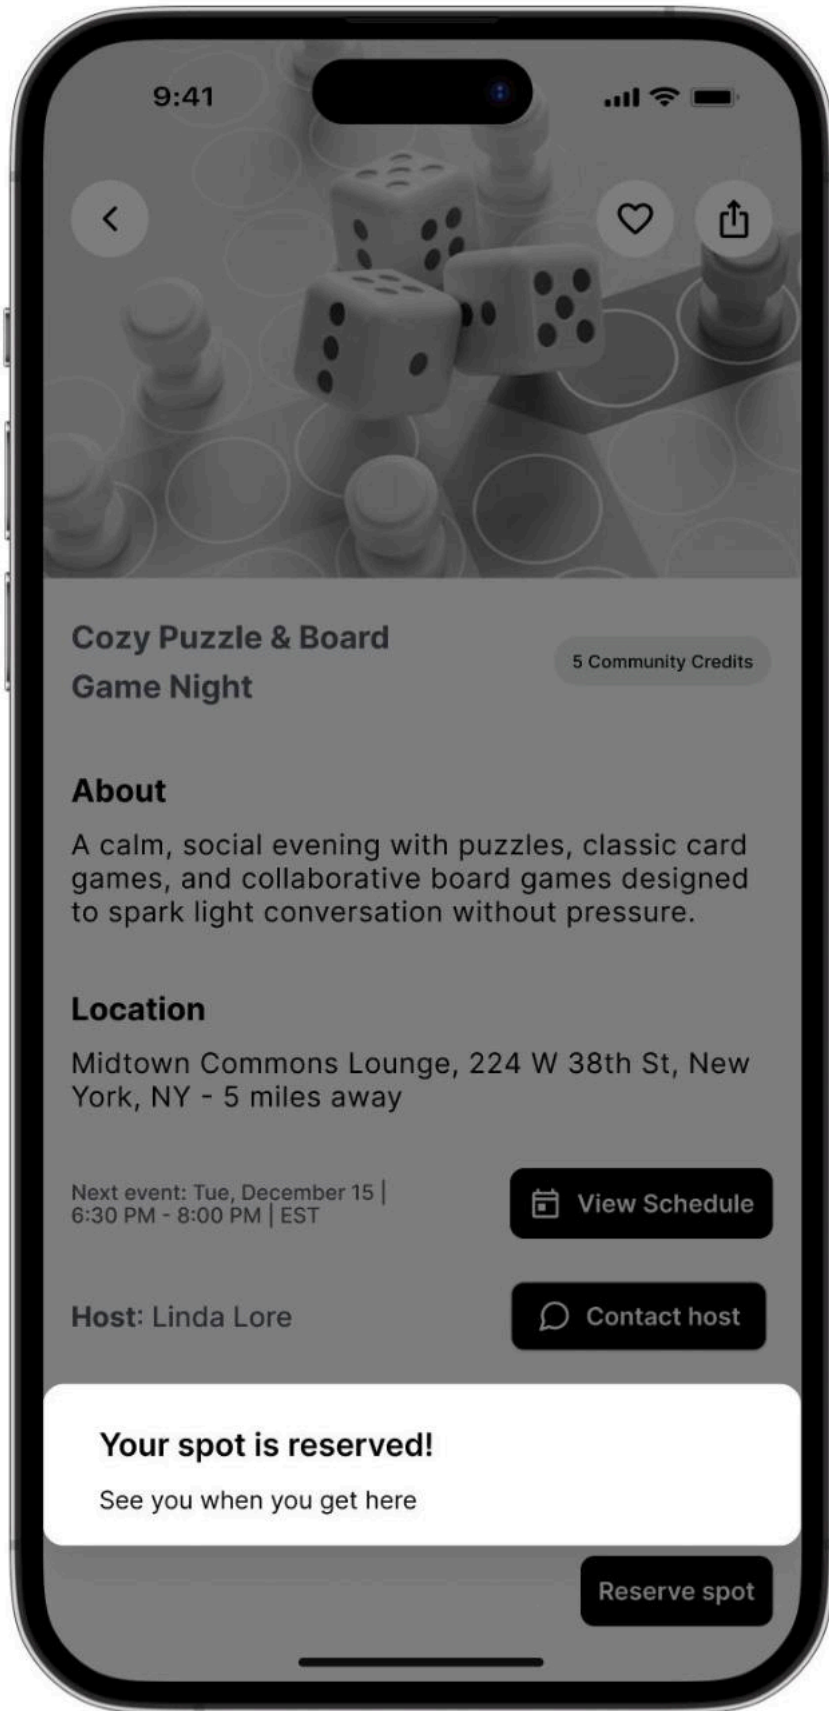 9:41
Cozy Puzzle & Board
Game Night
5 Community Credits
About
A calm, social evening with puzzles, classic card
games, and collaborative board games designed
to spark light conversation without pressure.
Location
Midtown Commons Lounge, 224 W 38th St, New
York, NY - 5 miles away
Next event: Tue, December 15 |
6:30 PM - 8:00 PM | EST
View Schedule
Host: Linda Lore
Contact host
Your spot is reserved!
See you when you get here
Reserve spot